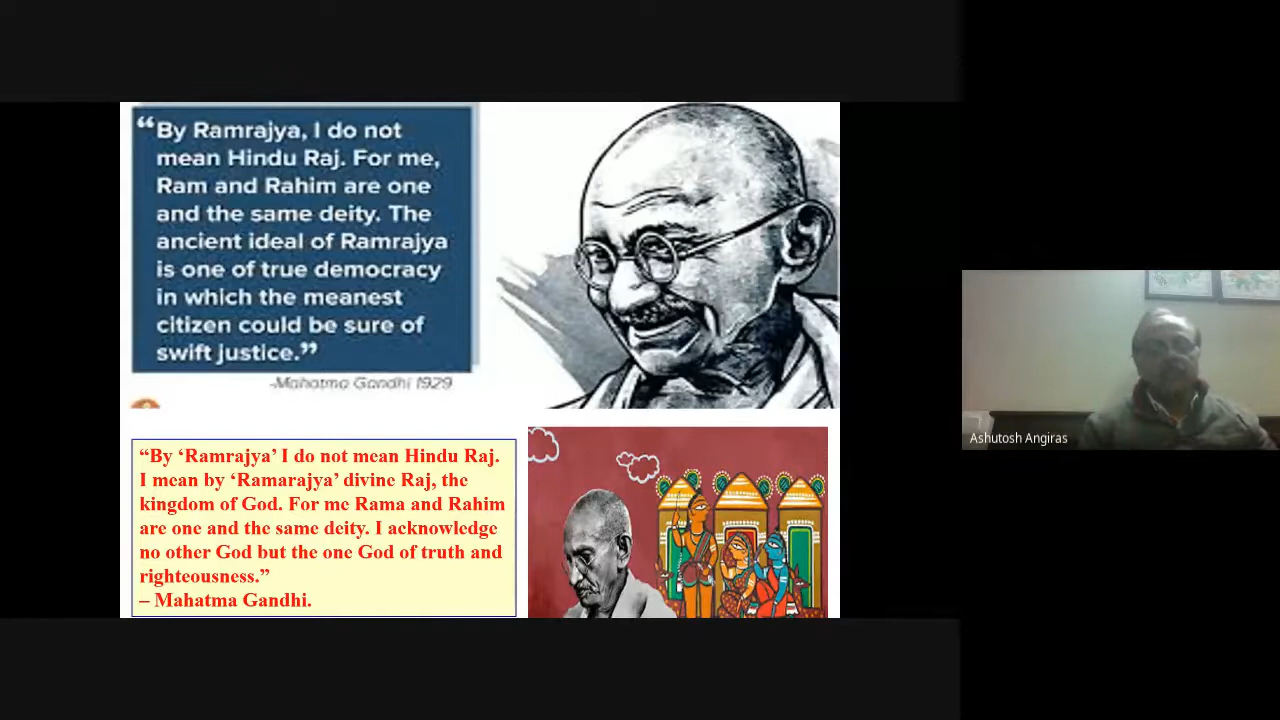 “By Ramrajya, I do not
mean Hindu Raj. For me,
Ram and Rahim are one
and the same deity. The
ancient ideal of Ramrajya
is one of true democracy
in which the meanest
citizen could be sure of
swift justice.”
-Mahatma Gandhi 1929
“By ‘Ramrajya’ I do not mean Hindu Raj.
I mean by ‘Ramarajya’ divine Raj, the
kingdom of God. For me Rama and Rahim
are one and the same deity. I acknowledge
no other God but the one God of truth and
righteousness.”
– Mahatma Gandhi.
Ashutosh Angiras